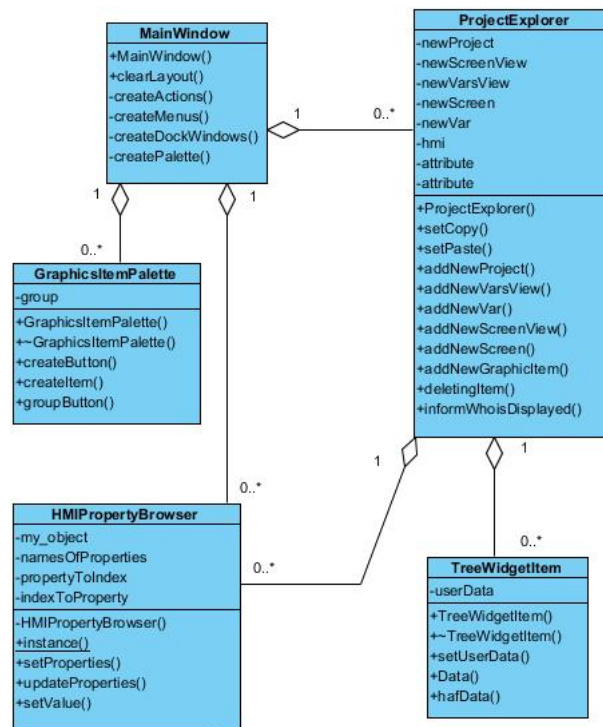 MainWindow
+MainWindow()
+clearLayout()
-createActions()
-createMenus()
-createDockWindows()
-createPalette()
1
0..*
1
1
ProjectExplorer
-newProject
-newScreenView
-newVarsView
-newScreen
-newVar
-hmi
-attribute
-attribute
+ProjectExplorer()
+setCopy()
+setPaste()
+addNewProject()
+addNewVarsView()
+addNewVar()
+addNewScreenView()
+addNewScreen()
+addNewGraphicItem()
+deletingItem()
+informWhoisDisplayed()
1
1
0..*
GraphicsItemPalette
-group
+GraphicsItemPalette()
+~GraphicsItemPalette()
+createButton()
+createItem()
+groupButton()
0..*
0..*
HMIPropertyBrowser
-my_object
-namesOfProperties
-propertyToIndex
-indexToProperty
-HMIPropertyBrowser()
+instance()
+setProperties()
+updateProperties()
+setValue()
0..*
TreeWidgetItem
-userData
+TreeWidgetItem()
+~TreeWidgetItem()
+setUserData()
+Data()
+hafData()